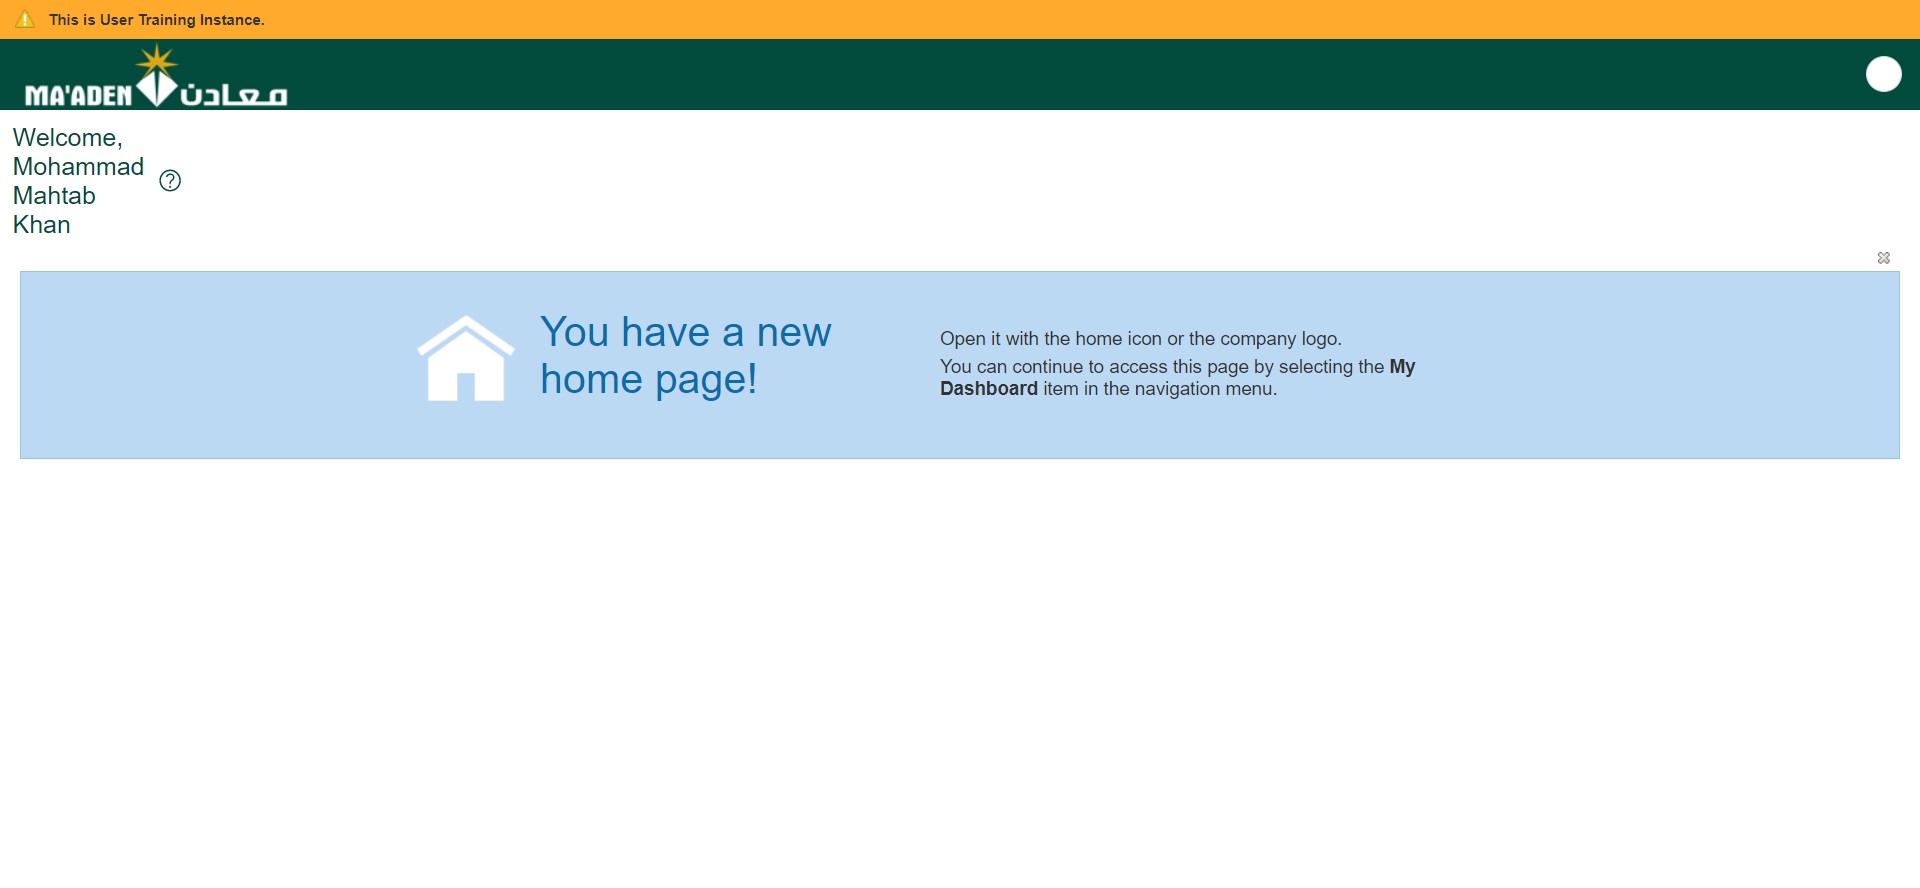 This is User Training Instance.
MA'ADEN معادن
Welcome,
Mohammad
Mahtab
Khan
?
You have a new
home page!
Open it with the home icon or the company logo.
You can continue to access this page by selecting the My
Dashboard item in the navigation menu.